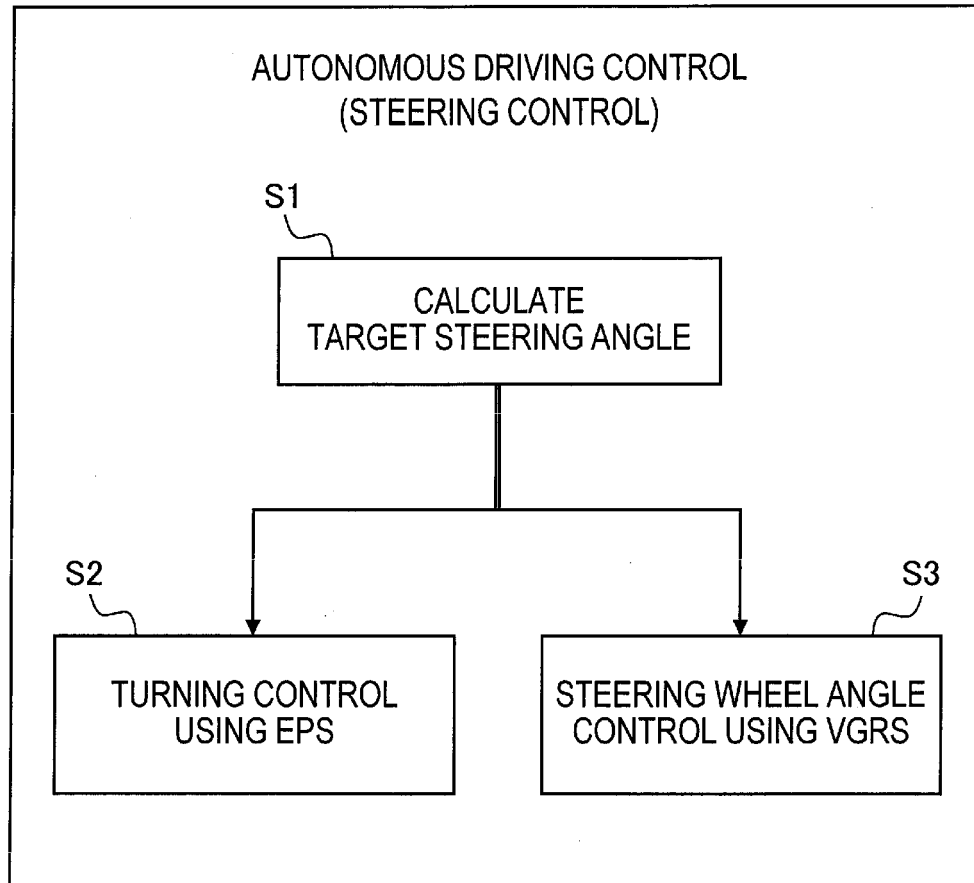 AUTONOMOUS DRIVING CONTROL
(STEERING CONTROL)
S1
CALCULATE
TARGET STEERING ANGLE
S2
TURNING CONTROL
USING EPS
S3
STEERING WHEEL ANGLE
CONTROL USING VGRS